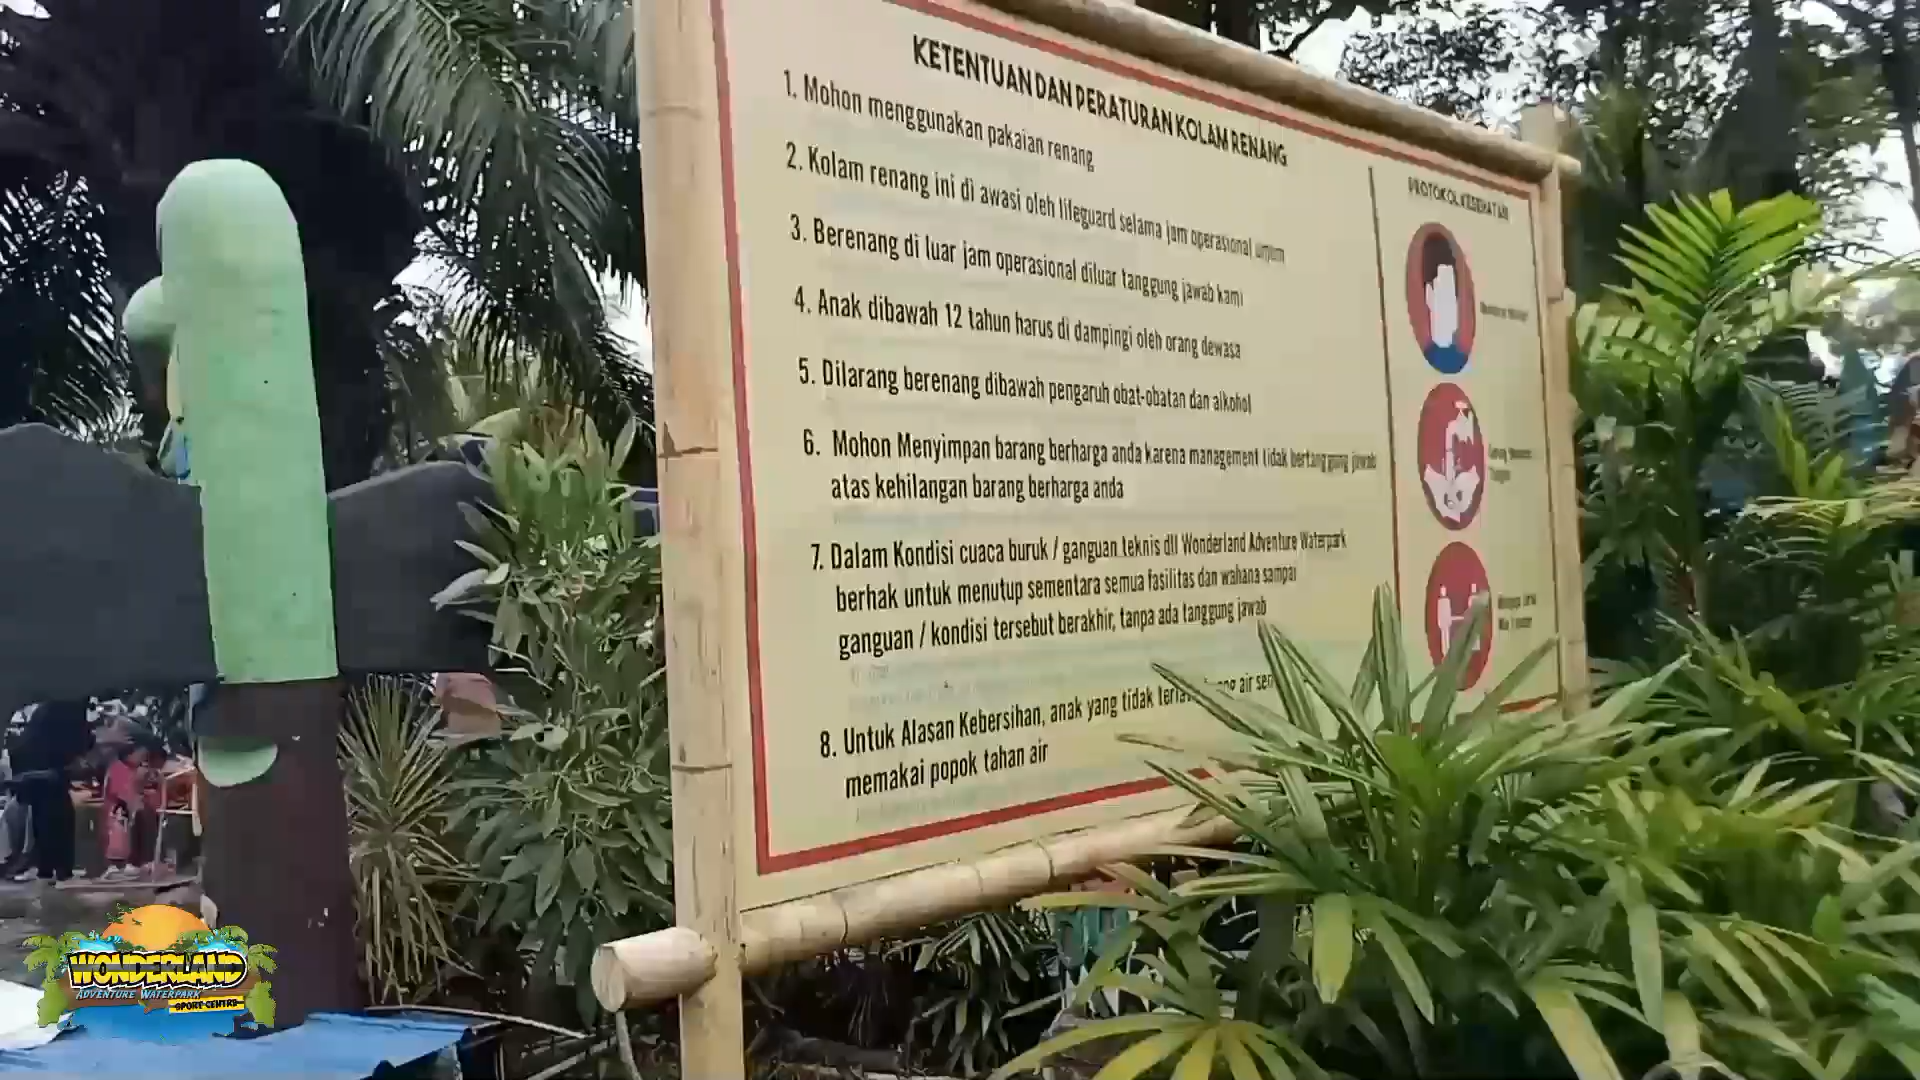 KETENTUAN DAN PERATURAN KOLAM RENANG
1. Mohon menggunakan pakaian renang
2. Kolam renang ini di awasi oleh lifeguard selama jam operasional umum
3. Berenang di luar jam operasional diluar tanggung jawab kami
4. Anak dibawah 12 tahun harus di dampingi oleh orang dewasa
5. Dilarang berenang dibawah pengaruh obat-obatan dan alkohol
6. Mohon Menyimpan barang berharga anda karena management tidak bertanggung jawab
atas kehilangan barang berharga anda
7. Dalam Kondisi cuaca buruk / ganguan teknis dll Wonderland Adventure Waterpark
berhak untuk menutup sementara semua fasilitas dan wahana sampai
ganguan / kondisi tersebut berakhir, tanpa ada tanggung jawab
8. Untuk Alasan Kebersihan, anak yang tidak air
memakai popok tahan air
PROTOKOL KESEHATAN
WONDERLAND
ADVENTURE WATERPARK
SPORT CENTRE